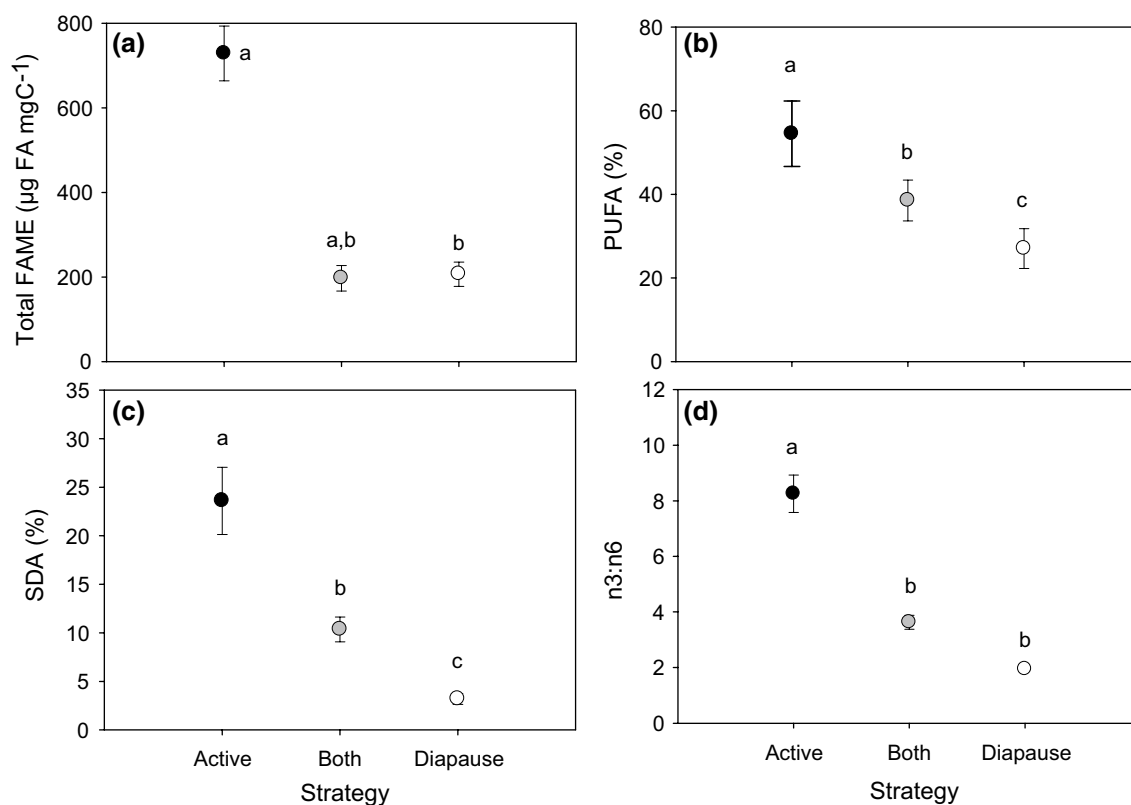 (a)
Total FAME (µg FA mgC⁻¹)
800
600
400
200
0
a
a,b
b
(b)
PUFA (%)
80
60
40
20
0
a
b
c
(c)
SDA (%)
35
30
25
20
15
10
5
0
a
b
c
Active Both Diapause
Strategy
(d)
n3:n6
12
10
8
6
4
2
0
a
b
b
Active Both Diapause
Strategy